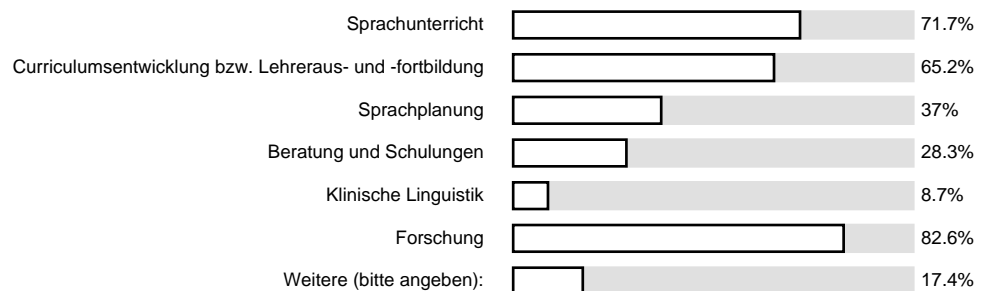 Sprachunterricht 71.7%
Curriculumsentwicklung bzw. Lehreraus- und -fortbildung 65.2%
Sprachplanung 37%
Beratung und Schulungen 28.3%
Klinische Linguistik 8.7%
Forschung 82.6%
Weitere (bitte angeben): 17.4%